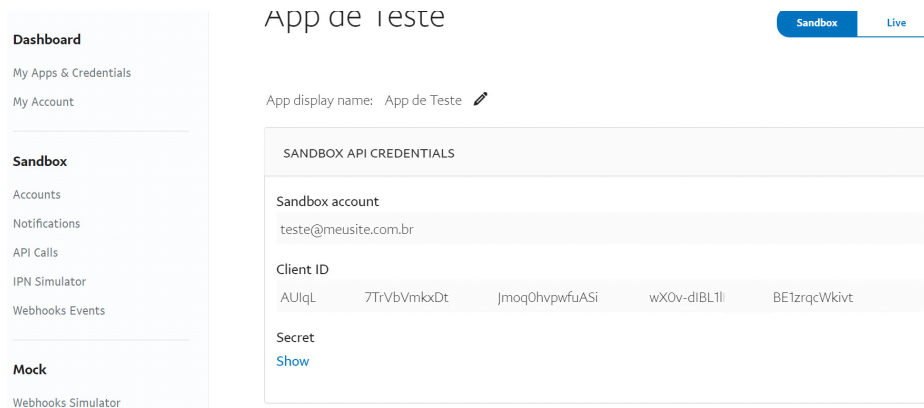 App de Teste
Sandbox Live
Dashboard
My Apps & Credentials
My Account
Sandbox
Accounts
Notifications
API Calls
IPN Simulator
Webhooks Events
Mock
Webhooks Simulator
App display name: App de Teste
SANDBOX API CREDENTIALS
Sandbox account
teste@meusite.com.br
Client ID
AUIqL 7TrVbVmkxDt Jmoq0hvpwfuASi wX0v-dIBL1ll BE1zrqcWkivt
Secret
Show